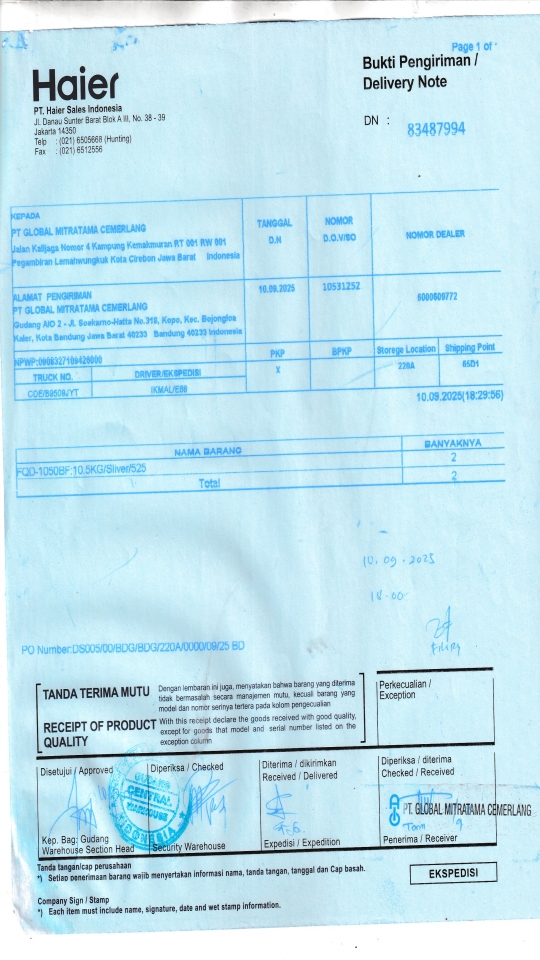 Page 1 of
Haier
PT. Haier Sales Indonesia
Jl. Danau Sunter Barat Blok A III, No. 38 - 39
Jakarta 14350
Telp : (021) 6505668 (Hunting)
Fax : (021) 6512556
Bukti Pengiriman /
Delivery Note
DN : 83487994
KEPADA
PT GLOBAL MITRATAMA CEMERLANG
Jalan Kalijaga Nomor 4 Kampung Kemakmuran RT 001 RW 001
Pegambiran Lemahwungkuk Kota Cirebon Jawa Barat Indonesia
TANGGAL
D.N
NOMOR
D.O.V/SO
NOMOR DEALER
ALAMAT PENGIRIMAN
PT GLOBAL MITRATAMA CEMERLANG
Gudang AIO 2 - Jl. Soekarno-Hatta No.318, Kopo, Kec. Bojongloa
Kaler, Kota Bandung Jawa Barat 40233 Bandung 40233 Indonesia
10.09.2025
10531252
PKP
BPKP
Storege Location
Shipping Point
TRUCK NO.
DRIVER/EKSPEDISI
X
220A
65D1
IKMAL/E68
10.09.2025(18:29:56)
NAMA BARANG
BANYAKNYA
FQD-1050BF:10.5KG/Sliver/525
2
Total
2
10.09.2025
18.00
PO Number:DS005/00/BDG/BDG/220A/0000/09/25 BD
TANDA TERIMA MUTU
Dengan lembaran ini juga, menyatakan bahwa barang yang diterima
tidak bermasalah secara manajemen mutu, kecuali barang yang
model dan nomor serinya tertera pada kolom pengecualian
RECEIPT OF PRODUCT
QUALITY
With this receipt declare the goods received with good quality,
except for goods that model and serial number listed on the
exception column
Perkecualian /
Exception
Disetujui / Approved
Diperiksa / Checked
Diterima / dikirimkan
Received / Delivered
Diperiksa / diterima
Checked / Received
CENTRAL
WAREHOUSE
INDONESIA
PT. GLOBAL MITRATAMA CEMERLANG
Kep. Bag: Gudang
Warehouse Section Head
Security Warehouse
Expedisi / Expedition
Penerima / Receiver
Tanda tangan/cap perusahaan
*) Setiap penerimaan barang wajib menyertakan informasi nama, tanda tangan, tanggal dan Cap basah.
EKSPEDISI
Company Sign / Stamp
*) Each item must include name, signature, date and wet stamp information.